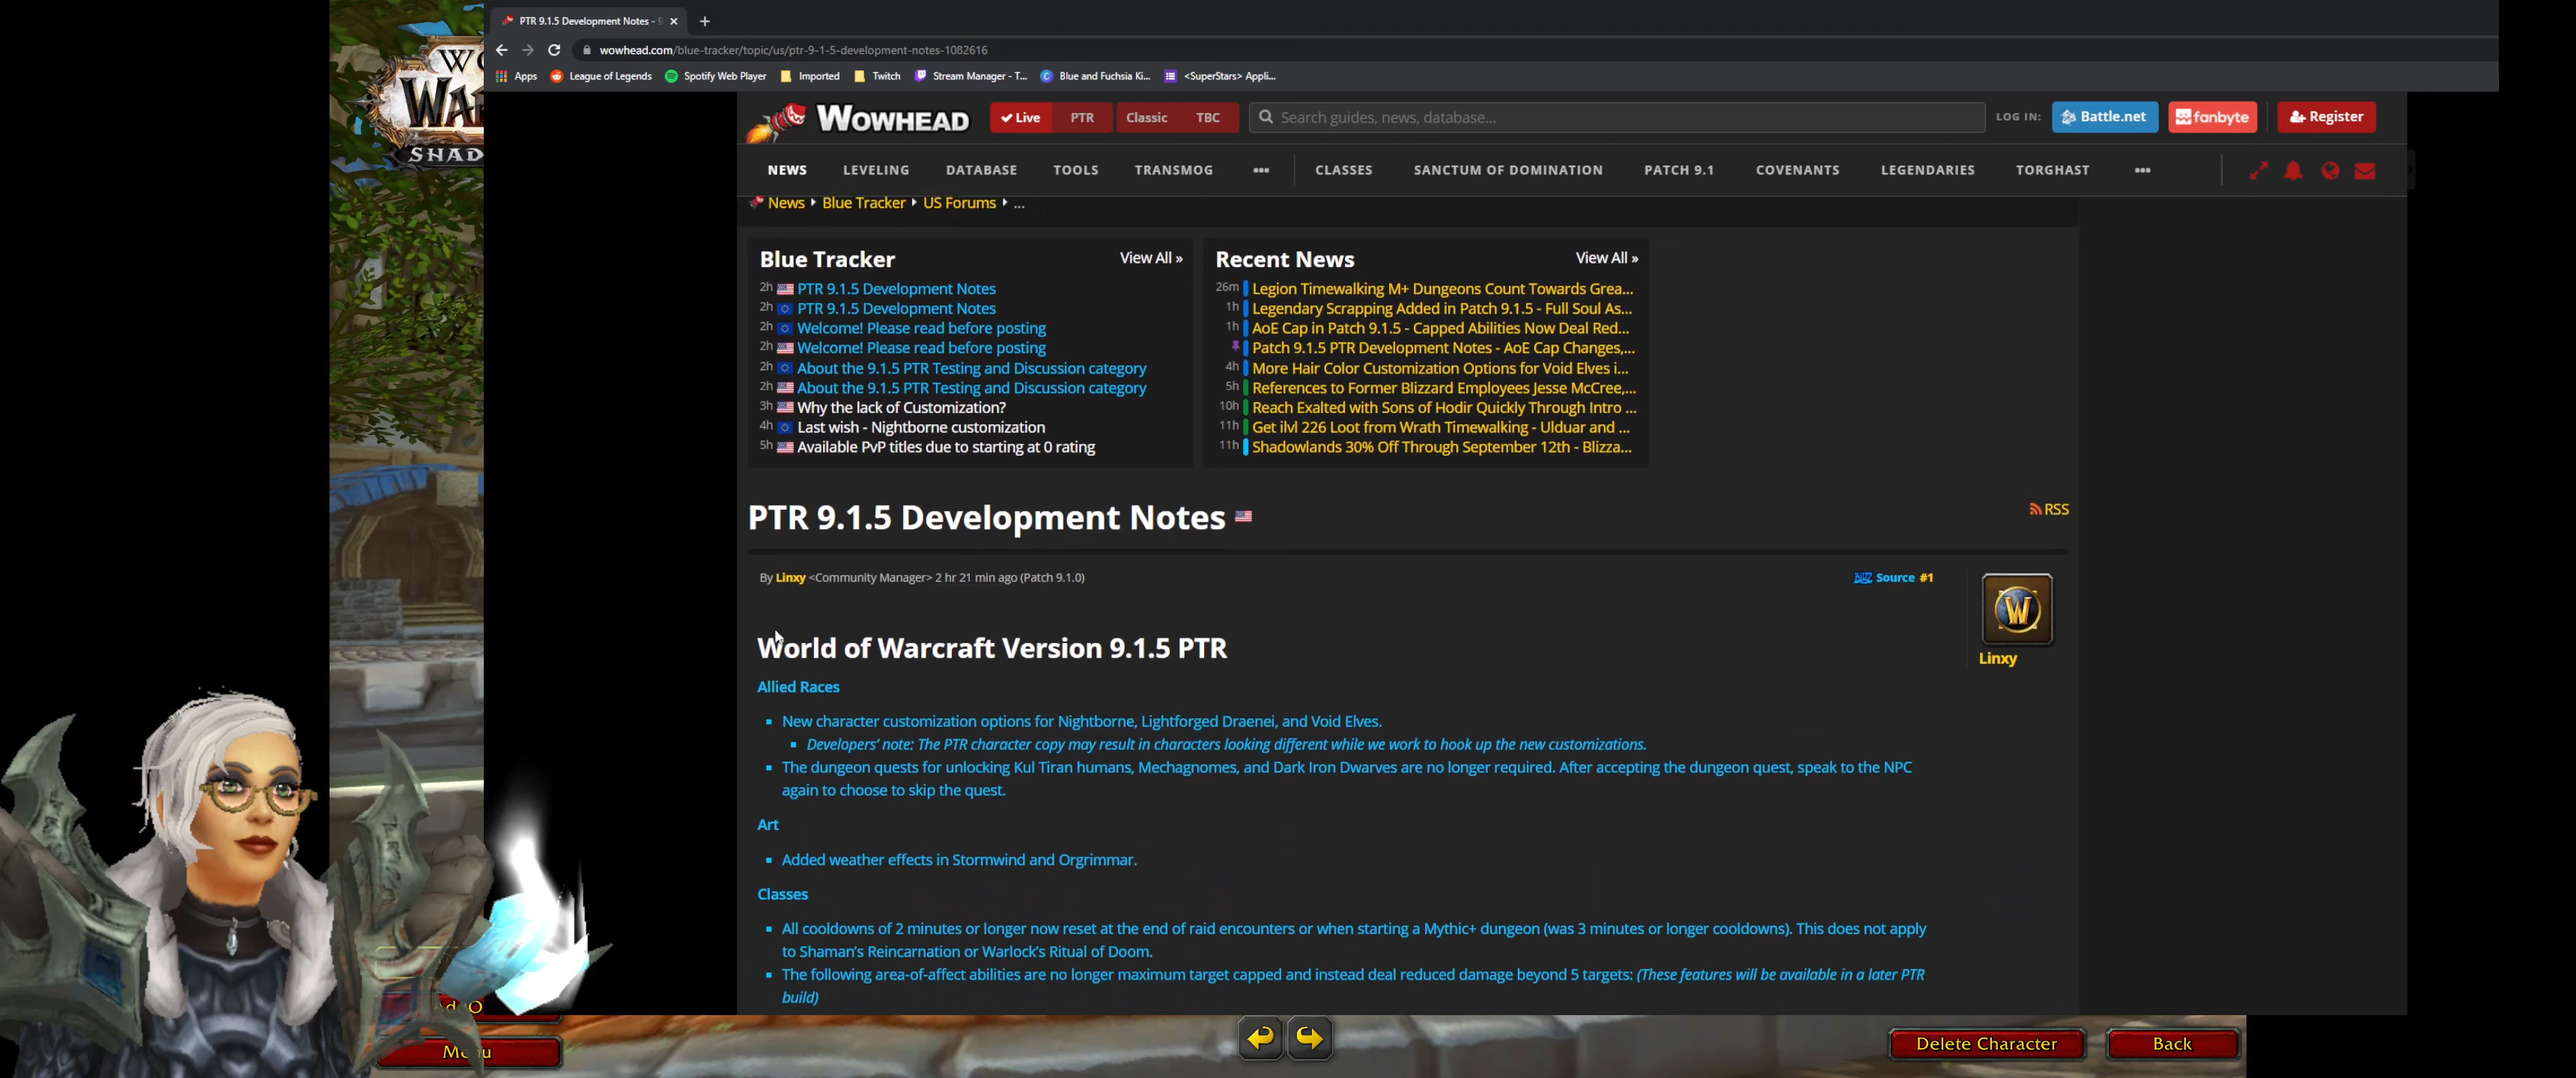 PTR 9.1.5 Development Notes - 9
wowhead.com/blue-tracker/topic/us/ptr-9-1-5-development-notes-1082616
Apps League of Legends Spotify Web Player Imported Twitch Stream Manager - T... Blue and Fuchsia Ki... <SuperStars> Appli...
WOWHEAD Live PTR Classic TBC Search guides, news, database... LOG IN: Battle.net fanbyte Register
SHAD
NEWS LEVELING DATABASE TOOLS TRANSMOG ••• CLASSES SANCTUM OF DOMINATION PATCH 9.1 COVENANTS LEGENDARIES TORGHAST •••
News Blue Tracker US Forums ...
Blue Tracker View All »
2h PTR 9.1.5 Development Notes
2h PTR 9.1.5 Development Notes
2h Welcome! Please read before posting
2h Welcome! Please read before posting
2h About the 9.1.5 PTR Testing and Discussion category
2h About the 9.1.5 PTR Testing and Discussion category
3h Why the lack of Customization?
4h Last wish - Nightborne customization
5h Available PvP titles due to starting at 0 rating
Recent News View All »
26m Legion Timewalking M+ Dungeons Count Towards Grea...
1h Legendary Scrapping Added in Patch 9.1.5 - Full Soul As...
1h AoE Cap in Patch 9.1.5 - Capped Abilities Now Deal Red...
Patch 9.1.5 PTR Development Notes - AoE Cap Changes,...
4h More Hair Color Customization Options for Void Elves i...
5h References to Former Blizzard Employees Jesse McCree,...
10h Reach Exalted with Sons of Hodir Quickly Through Intro ...
11h Get ilvl 226 Loot from Wrath Timewalking - Ulduar and ...
11h Shadowlands 30% Off Through September 12th - Blizza...
PTR 9.1.5 Development Notes
RSS
By Linxy <Community Manager> 2 hr 21 min ago (Patch 9.1.0)
Source #1
Linxy
World of Warcraft Version 9.1.5 PTR
Allied Races
New character customization options for Nightborne, Lightforged Draenei, and Void Elves.
Developers' note: The PTR character copy may result in characters looking different while we work to hook up the new customizations.
The dungeon quests for unlocking Kul Tiran humans, Mechagnomes, and Dark Iron Dwarves are no longer required. After accepting the dungeon quest, speak to the NPC
again to choose to skip the quest.
Art
Added weather effects in Stormwind and Orgrimmar.
Classes
All cooldowns of 2 minutes or longer now reset at the end of raid encounters or when starting a Mythic+ dungeon (was 3 minutes or longer cooldowns). This does not apply
to Shaman's Reincarnation or Warlock's Ritual of Doom.
The following area-of-affect abilities are no longer maximum target capped and instead deal reduced damage beyond 5 targets: (These features will be available in a later PTR
build)
Delete Character
Back